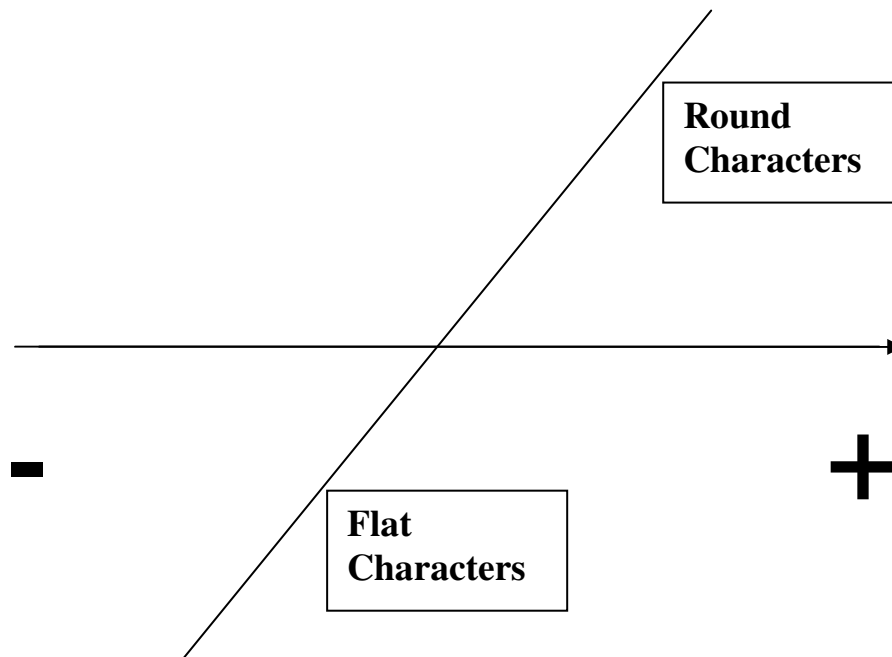 Round
Characters
-
+
Flat
Characters